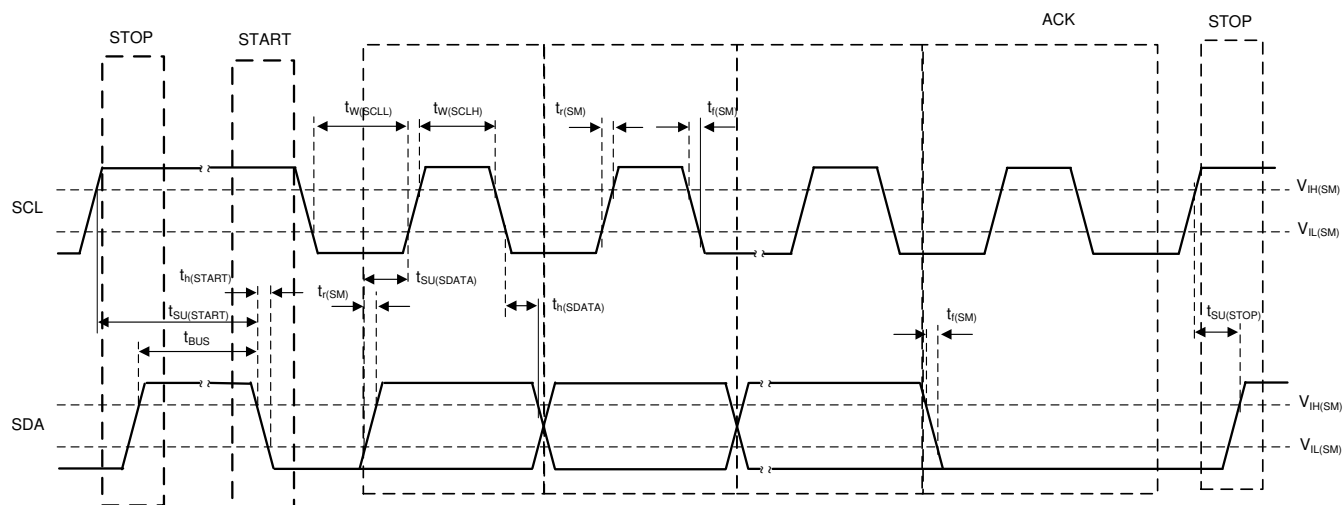 ACK
STOP
START
STOP
tW(SCLL)
tW(SCLH)
tr(SM)
tf(SM)
SCL
VIH(SM)
VIL(SM)
th(START)
tr(SM)
tSU(SDATA)
th(SDATA)
tSU(START)
tf(SM)
tSU(STOP)
tBUS
SDA
VIH(SM)
VIL(SM)